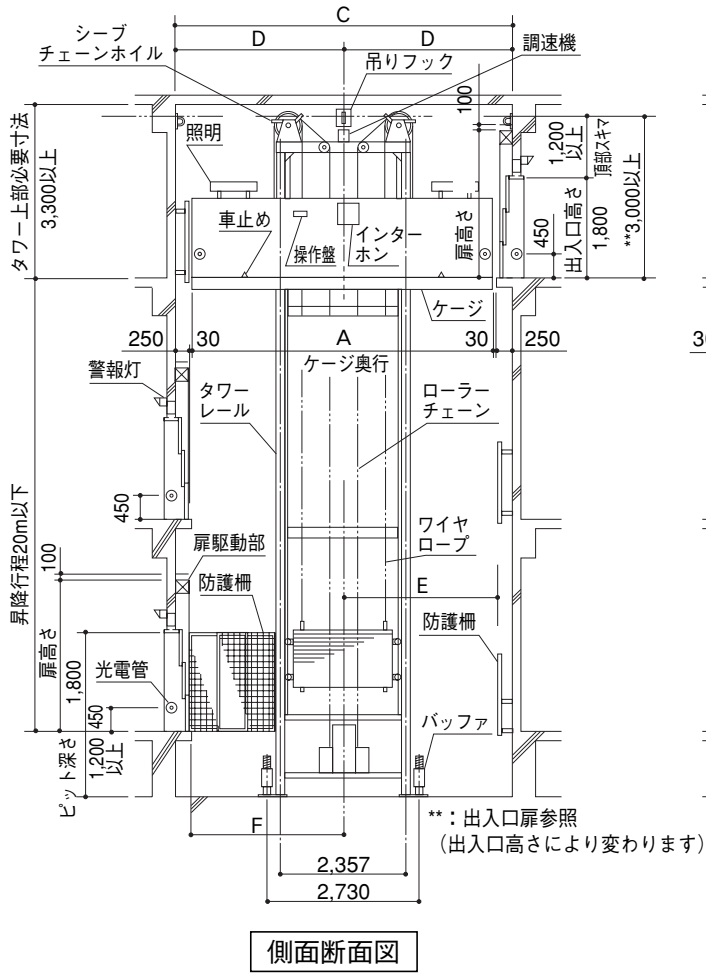 C
D
D
シーブ
チェーンホイル
吊りフック
調速機
100
照明
1,200
以上
頂部スキマ
タワー上部必要寸法
3,300以上
車止め
操作盤
インター
ホン
扉高さ
450
出入口高さ
1,800
**3,000以上
ケージ
250
30
A
30
250
ケージ奥行
警報灯
タワー
レール
ローラー
チェーン
450
昇降行程20m以下
100
扉駆動部
ワイヤ
ロープ
防護柵
E
扉高さ
1,800
防護柵
光電管
450
バッファ
ピット深さ
1,200
以上
F
**：出入口扉参照
（出入口高さにより変わります）
2,357
2,730
側面断面図